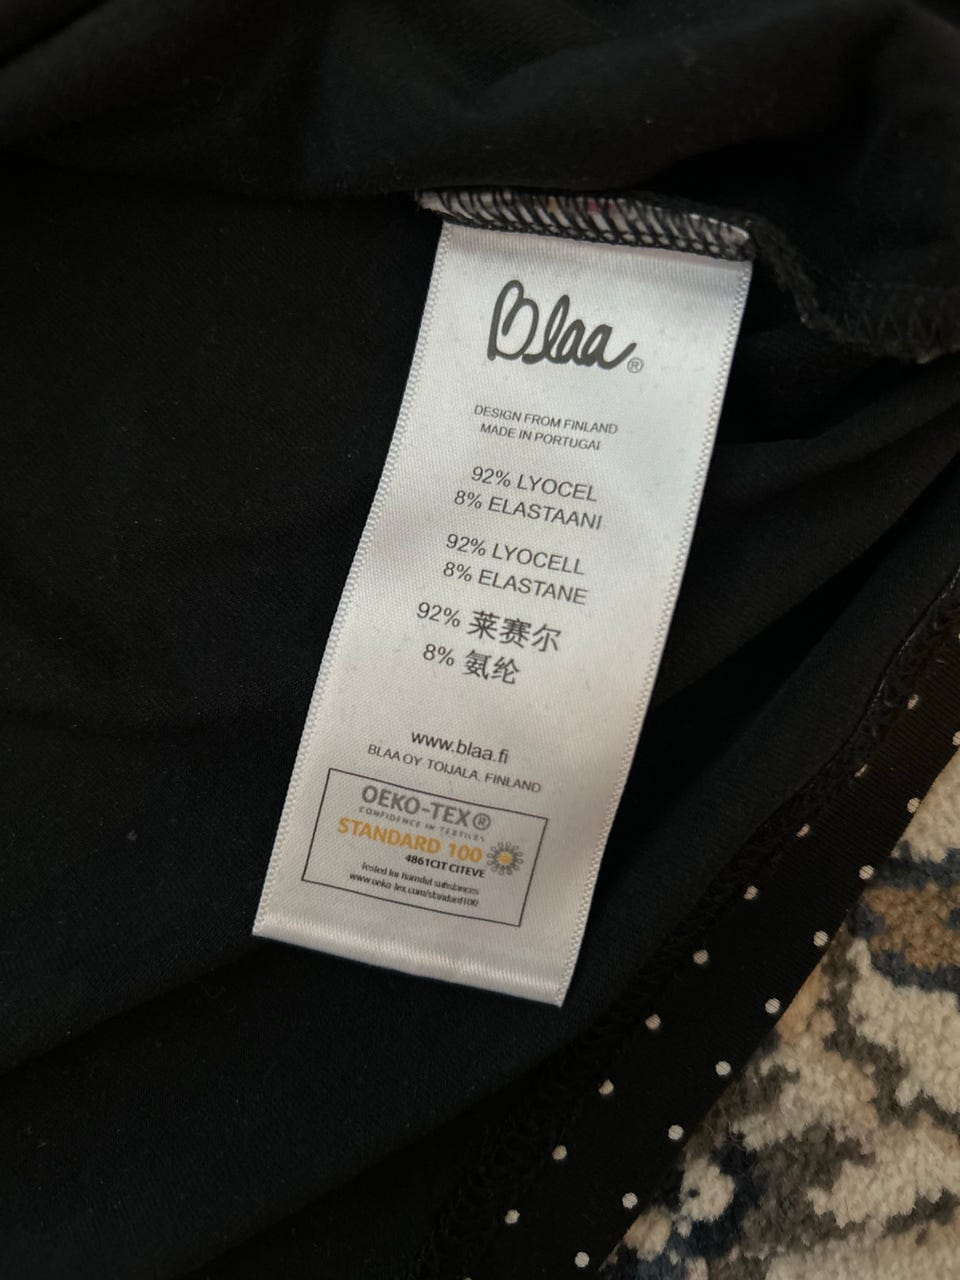 Blaa®
DESIGN FROM FINLAND
MADE IN PORTUGAL
92% LYOCEL
8% ELASTAANI
92% LYOCELL
8% ELASTANE
92% 莱赛尔
8% 氨纶
www.blaa.fi
BLAA OY TOIJALA, FINLAND
OEKO-TEX®
CONFIDENCE IN TEXTILES
STANDARD 100
4861CIT CITEVE
Tested for harmful substances
www.oeko-tex.com/standard100